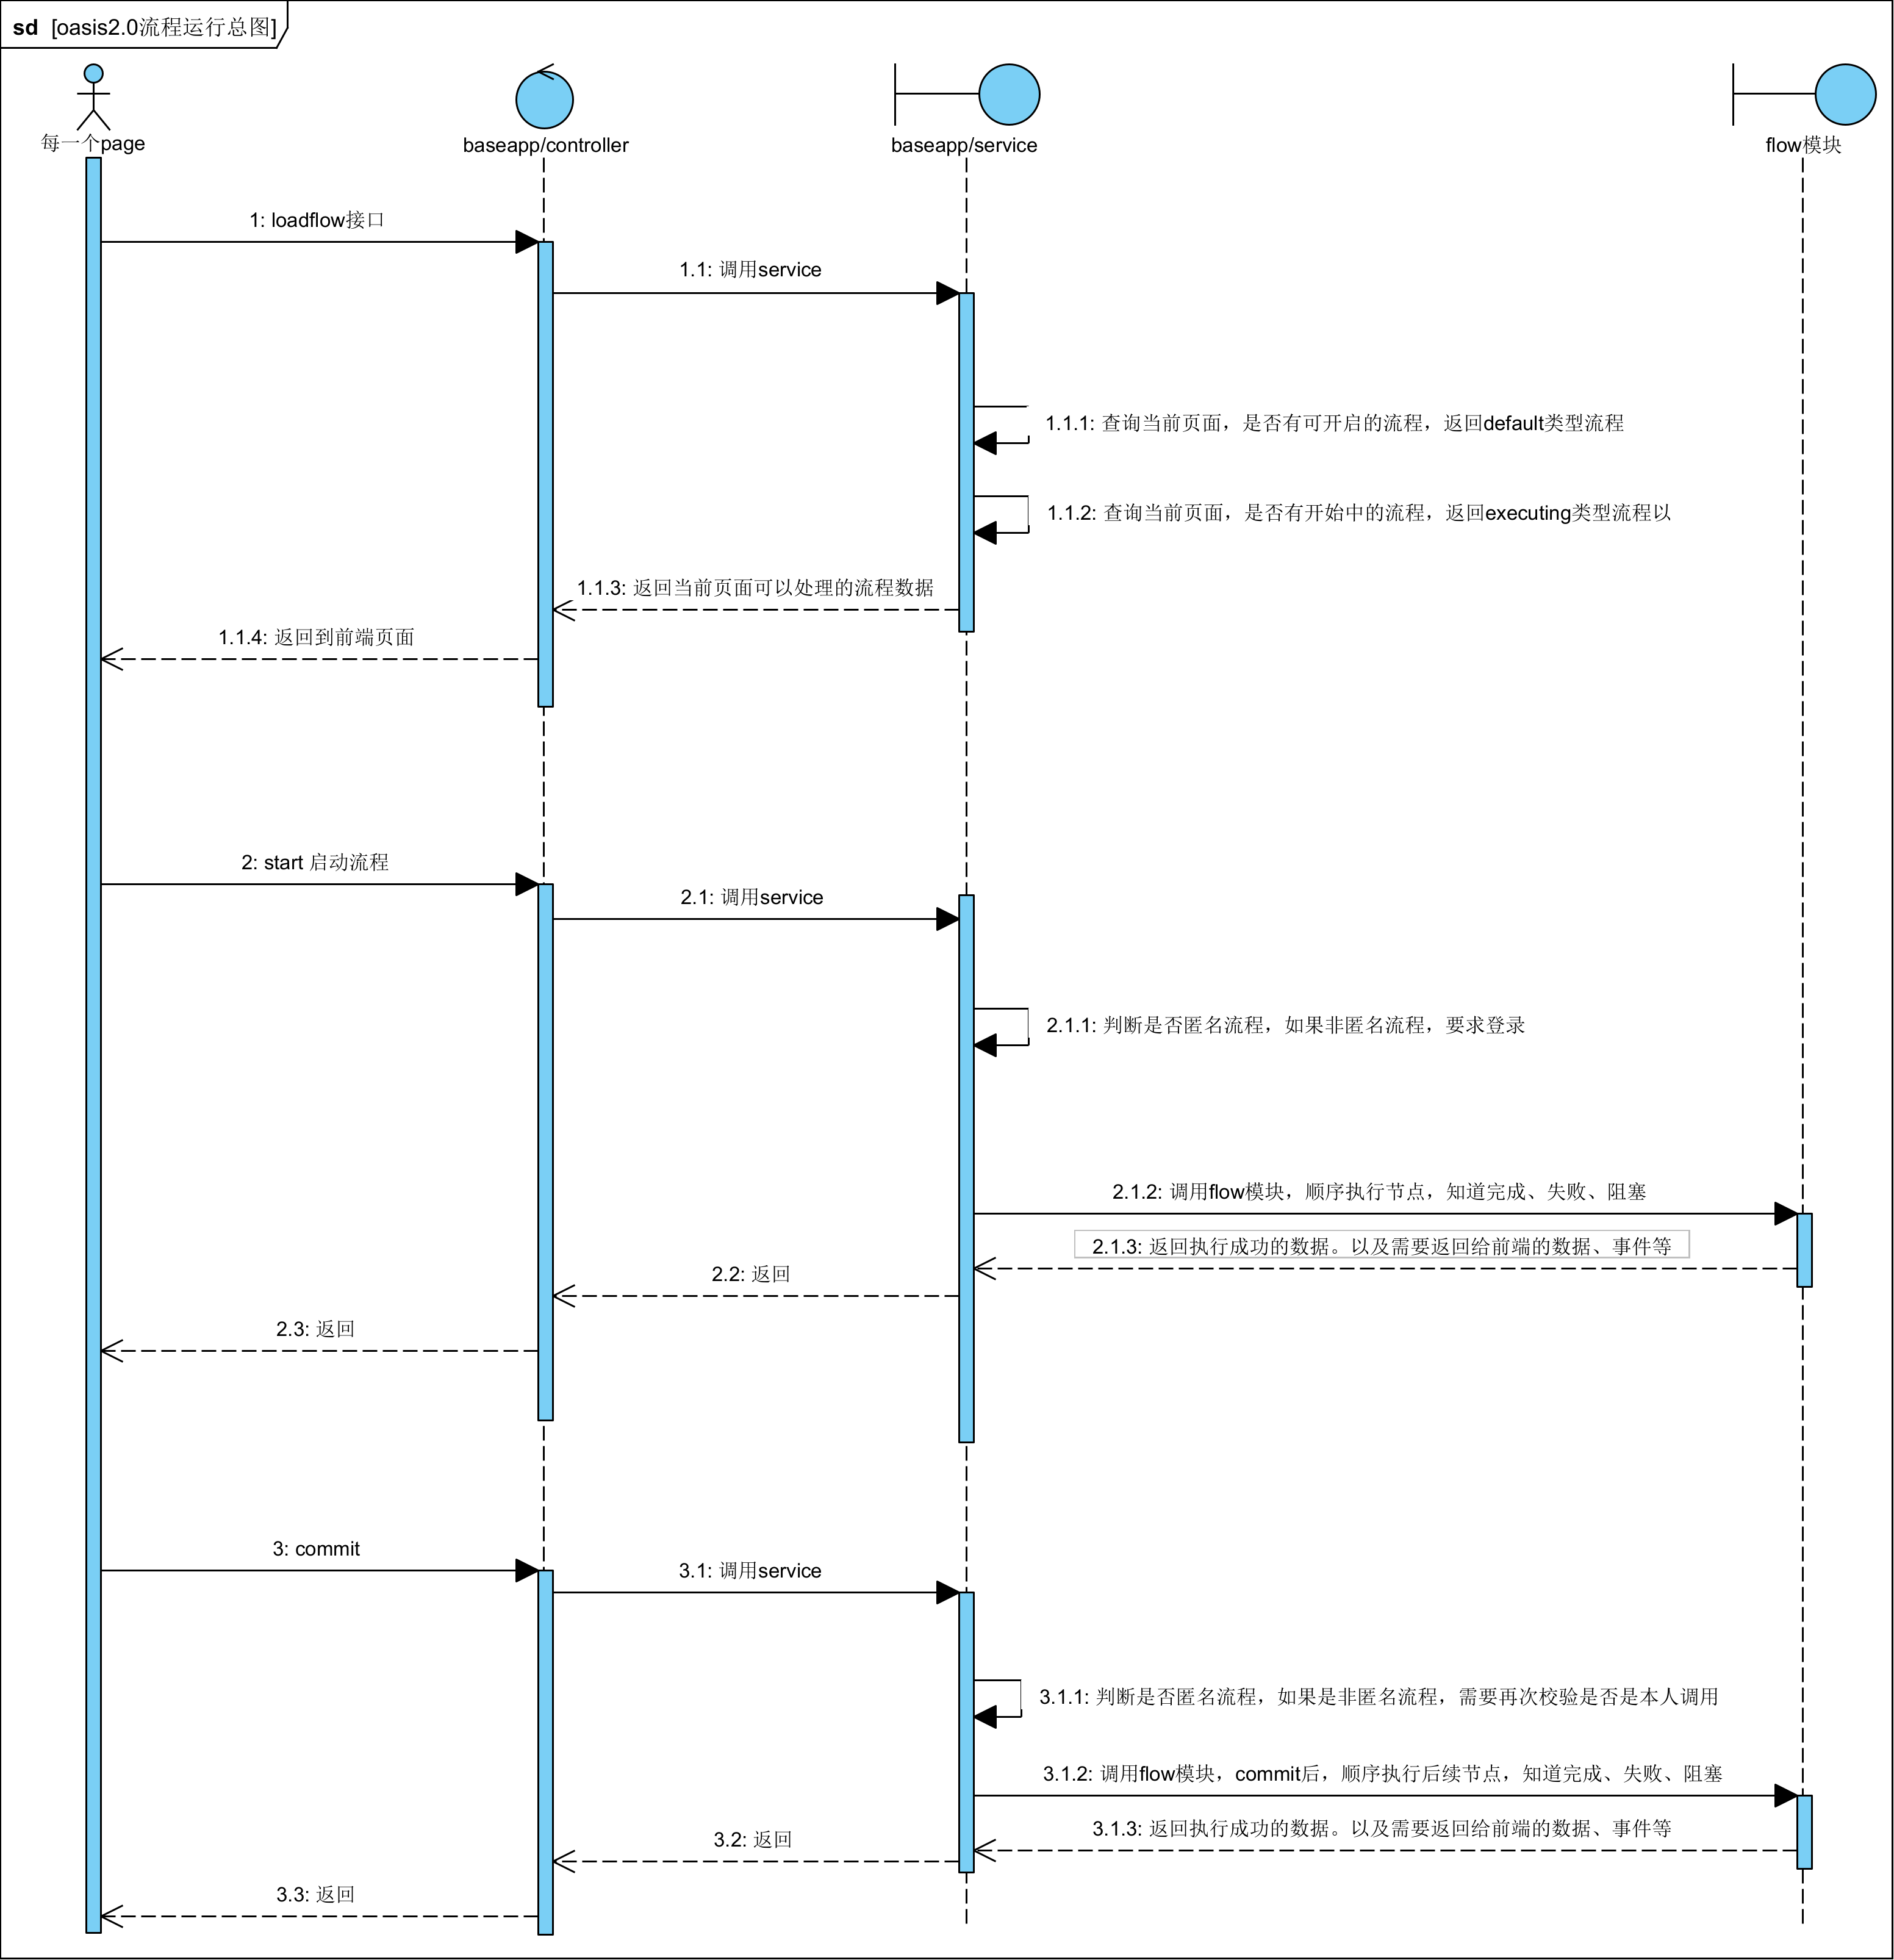 sd [oasis2.0流程运行总图]
每一个page
baseapp/controller
baseapp/service
flow模块
1: loadflow接口
1.1: 调用service
1.1.1: 查询当前页面，是否有可开启的流程，返回default类型流程
1.1.2: 查询当前页面，是否有开始中的流程，返回executing类型流程以
1.1.3: 返回当前页面可以处理的流程数据
1.1.4: 返回到前端页面
2: start 启动流程
2.1: 调用service
2.1.1: 判断是否匿名流程，如果非匿名流程，要求登录
2.1.2: 调用flow模块，顺序执行节点，知道完成、失败、阻塞
2.1.3: 返回执行成功的数据。以及需要返回给前端的数据、事件等
2.2: 返回
2.3: 返回
3: commit
3.1: 调用service
3.1.1: 判断是否匿名流程，如果是非匿名流程，需要再次校验是否是本人调用
3.1.2: 调用flow模块，commit后，顺序执行后续节点，知道完成、失败、阻塞
3.1.3: 返回执行成功的数据。以及需要返回给前端的数据、事件等
3.2: 返回
3.3: 返回